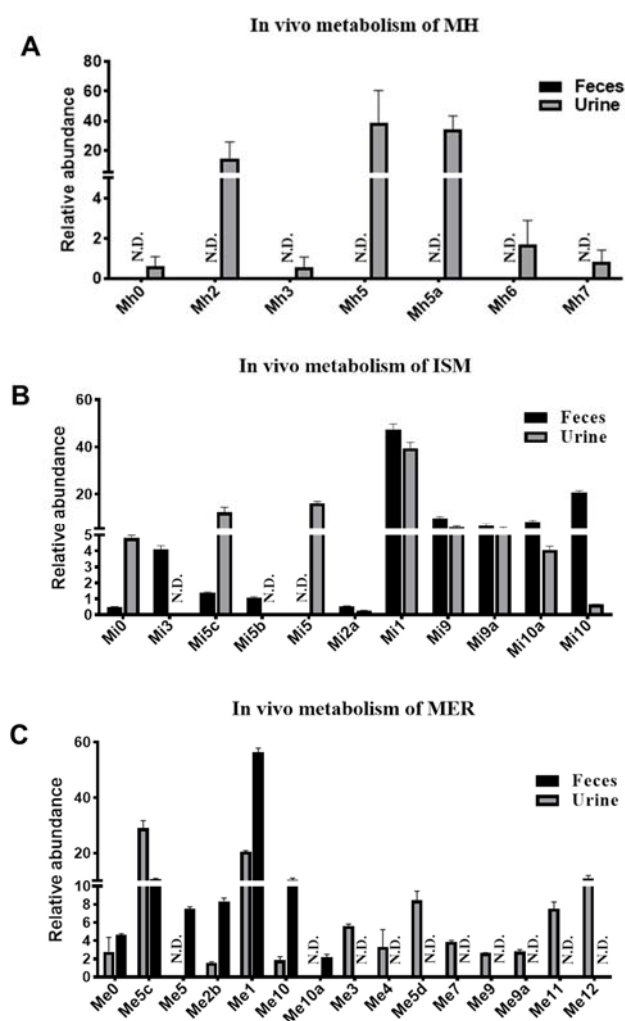 In vivo metabolism of MH
A
Relative abundance
80
60
40
20
4
2
0
Feces
Urine
N.D. N.D. N.D. N.D. N.D. N.D. N.D.
Mh0 Mh2 Mh3 Mh5 Mh5a Mh6 Mh7
In vivo metabolism of ISM
B
Relative abundance
60
40
20
5
4
3
2
1
0
Feces
Urine
N.D. N.D. N.D.
Mi0 Mi3 Mi5c Mi5b Mi5 Mi2a Mi1 Mi9 Mi9a Mi10a Mi10
In vivo metabolism of MER
C
Relative abundance
60
40
20
10
8
6
4
2
0
Feces
Urine
N.D. N.D. N.D. N.D. N.D. N.D. N.D. N.D. N.D. N.D.
Me0 Me5c Me5 Me2b Me1 Me10 Me10a Me3 Me4 Me5d Me7 Me9 Me9a Me11 Me12